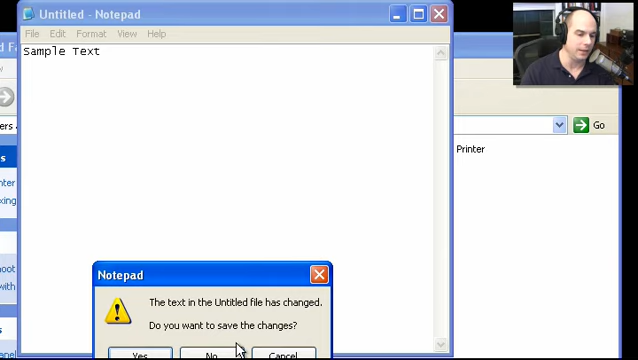 Untitled - Notepad
File Edit Format View Help
Sample Text
Go
Printer
Notepad
The text in the Untitled file has changed.
Do you want to save the changes?
Yes No Cancel